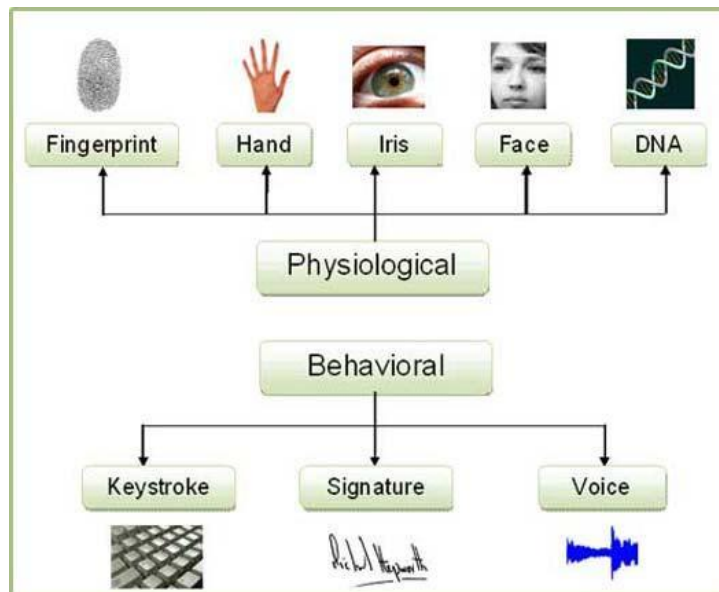 Fingerprint
Hand
Iris
Face
DNA
Physiological
Behavioral
Keystroke
Signature
Voice